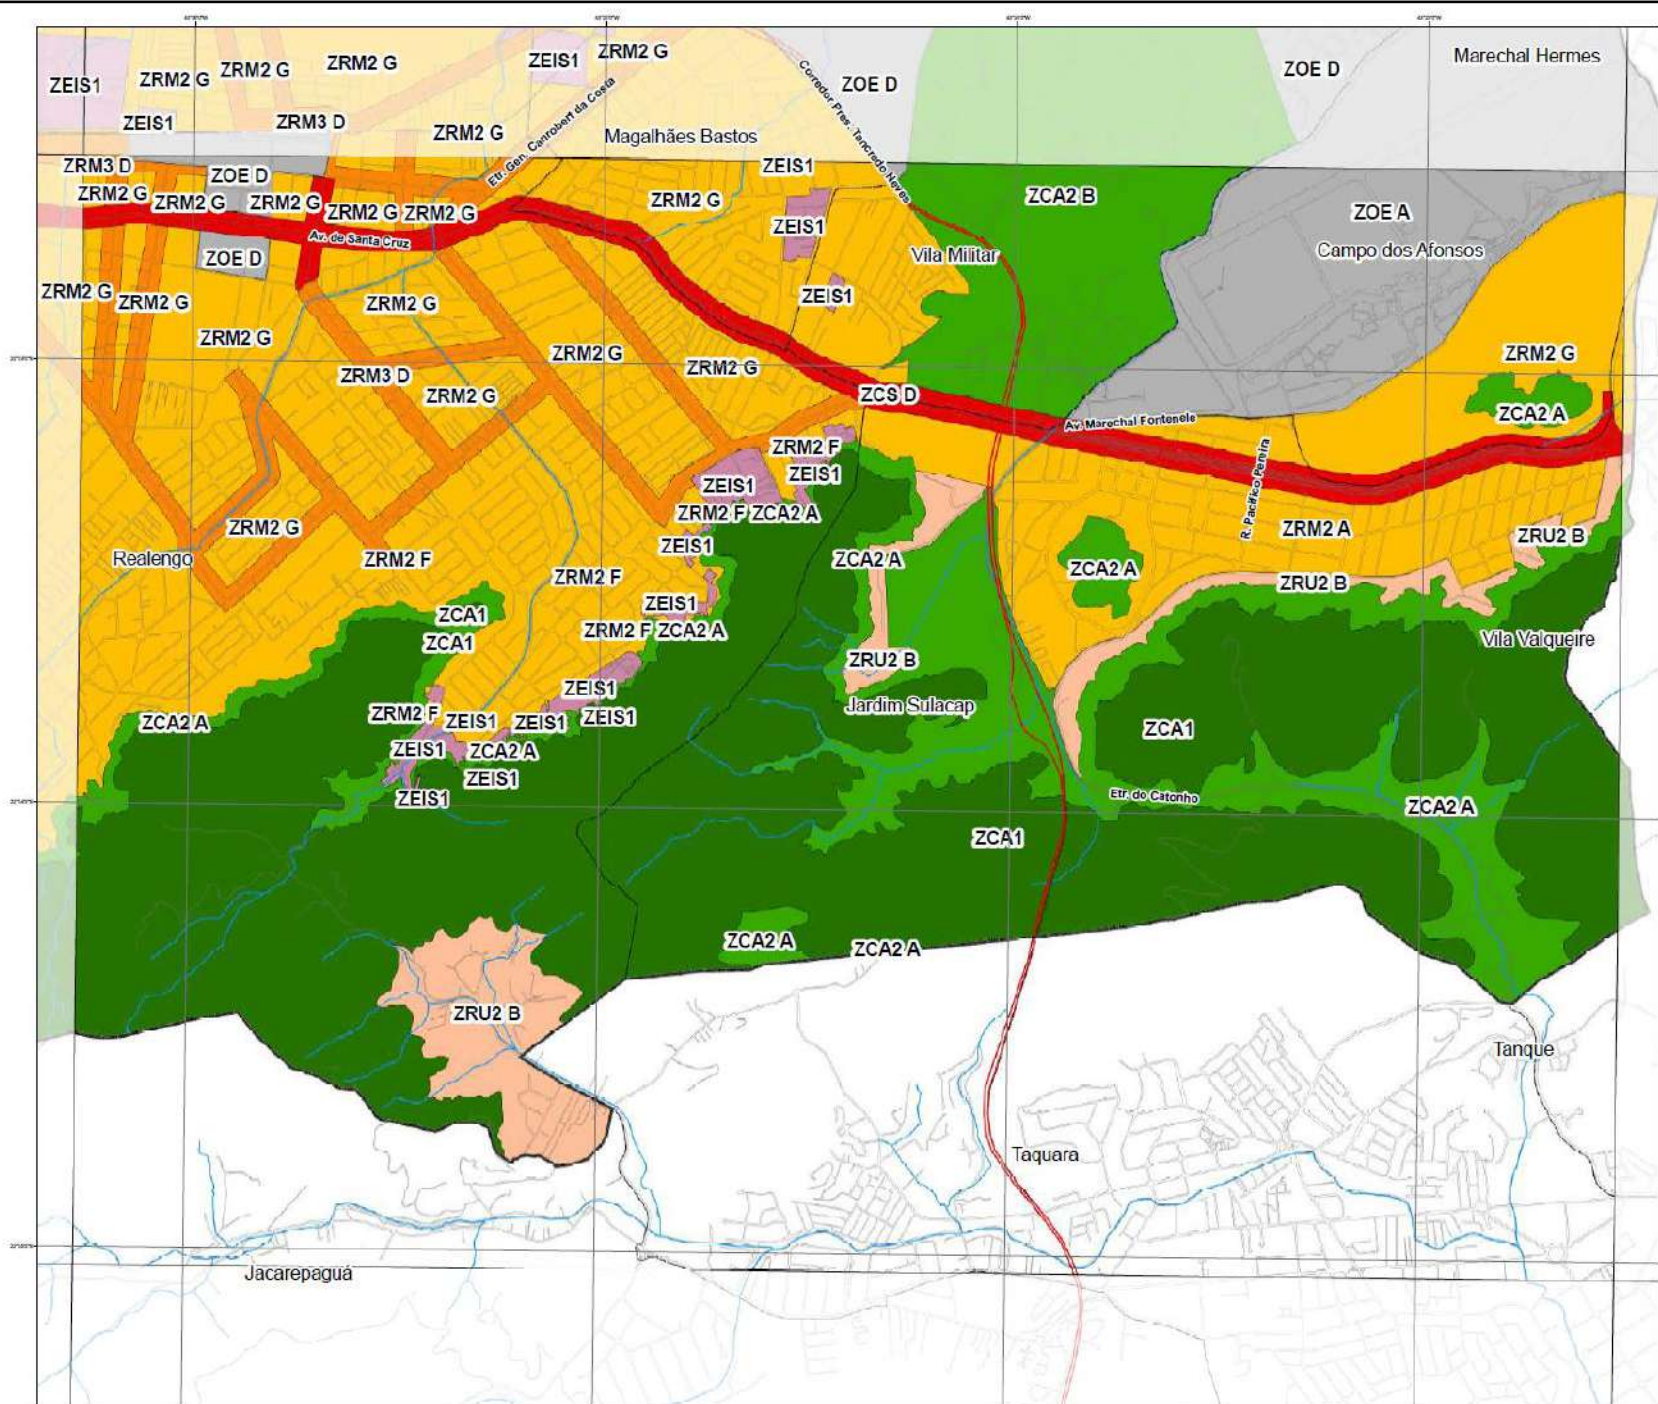 ZRM2 G
Marechal Hermes
ZEIS1
ZRM2 G
ZRM2 G
ZRM2 G
ZEIS1
ZOE D
ZOE D
ZEIS1
ZRM3 D
ZRM2 G
Etr. Gen. Canrobert da Costa
Magalhães Bastos
Corredor Pres. Tancredo Neves
ZRM3 D
ZOE D
ZEIS1
ZRM2 G
ZRM2 G
ZRM2 G
ZRM2 G
ZRM2 G
ZRM2 G
ZCA2 B
ZOE A
Av. de Santa Cruz
ZEIS1
Vila Militar
Campo dos Afonsos
ZOE D
ZRM2 G
ZRM2 G
ZRM2 G
ZEIS1
ZRM2 G
ZRM2 G
ZRM2 G
ZRM2 G
ZRM3 D
ZRM2 G
ZCS D
ZCA2 A
Av. Marechal Fontenele
R. Pacífico Pereira
ZRM2 F
ZEIS1
ZEIS1
ZRM2 F
ZCA2 A
ZRM2 G
ZRM2 A
ZRU2 B
Realengo
ZRM2 F
ZEIS1
ZCA2 A
ZCA2 A
ZRM2 F
ZRU2 B
ZEIS1
ZCA1
ZRM2 F
ZCA2 A
ZCA1
Vila Valqueire
ZRU2 B
ZEIS1
Jardim Sulacap
ZRM2 F
ZEIS1
ZEIS1
ZEIS1
ZCA2 A
ZCA1
ZEIS1
ZCA2 A
ZEIS1
ZEIS1
Etr. do Catonho
ZCA2 A
ZCA1
ZCA2 A
ZCA2 A
ZRU2 B
Tanque
Taquara
Jacarepaguá